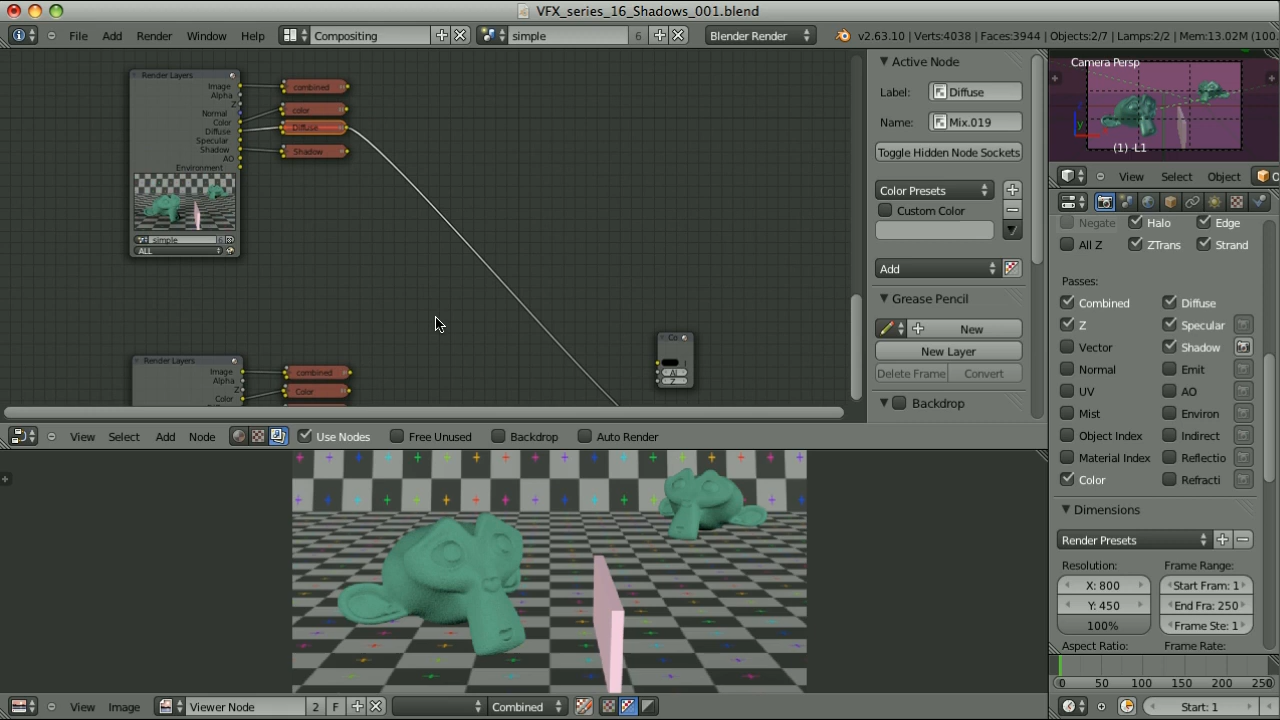 VFX_series_16_Shadows_001.blend
File Add Render Window Help Compositing simple 6 Blender Render v2.63.10 | Verts:4038 | Faces:3944 | Objects:2/7 | Lamps:2/2 | Mem:13.02M (100.
Render Layers
Image
Alpha
Z
Normal
Color
Diffuse
Specular
Shadow
AO
Environment
simple 6
ALL
combined
color
Diffuse
Shadow
Render Layers
Image
Alpha
Z
Color
combined
Color
Co
Al
Z
Active Node
Label: Diffuse
Name: Mix.019
Toggle Hidden Node Sockets
Color Presets
Custom Color
Add
Grease Pencil
New
New Layer
Delete Frame Convert
Backdrop
Camera Persp
z
y
(1) -L1
View Select Object O
Negate Halo Edge
All Z ZTrans Strand
Passes:
Combined Diffuse
Z Specular
Vector Shadow
Normal Emit
UV AO
Mist Environ
Object Index Indirect
Material Index Reflectio
Color Refracti
Dimensions
Render Presets
Resolution: Frame Range:
X: 800 Start Fram: 1
Y: 450 End Fra: 250
100% Frame Ste: 1
Aspect Ratio: Frame Rate:
0 50 100 150 200 250
Start: 1
View Select Add Node Use Nodes Free Unused Backdrop Auto Render
View Image Viewer Node 2 F Combined